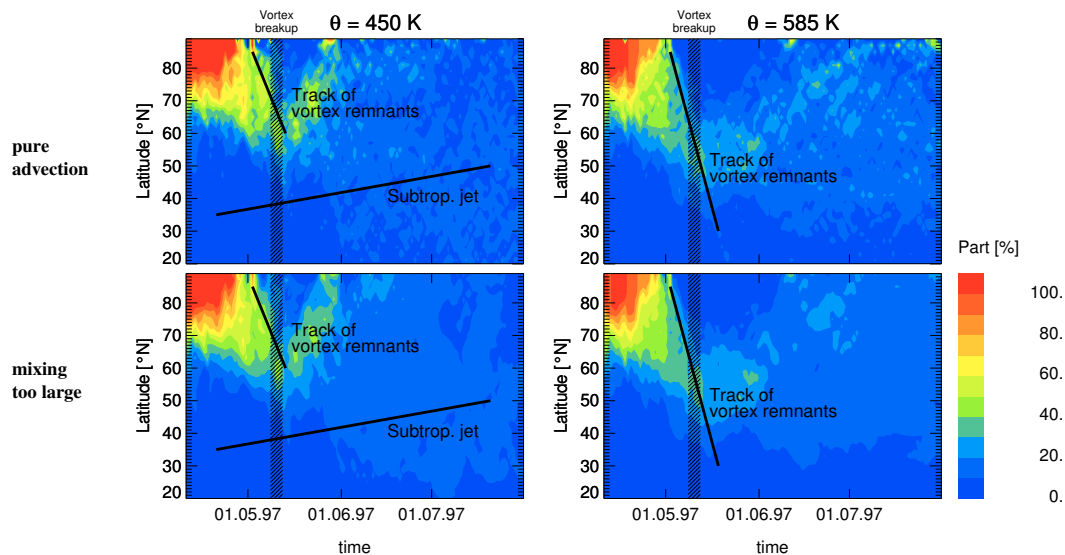 Vortex
breakup
θ = 450 K
Vortex
breakup
θ = 585 K
pure
advection
Latitude [°N]
80
70
60
50
40
30
20
Track of
vortex remnants
Subtrop. jet
Latitude [°N]
80
70
60
50
40
30
20
Track of
vortex remnants
mixing
too large
Latitude [°N]
80
70
60
50
40
30
20
Track of
vortex remnants
Subtrop. jet
01.05.97 01.06.97 01.07.97
time
Latitude [°N]
80
70
60
50
40
30
20
Track of
vortex remnants
01.05.97 01.06.97 01.07.97
time
Part [%]
100.
80.
60.
40.
20.
0.